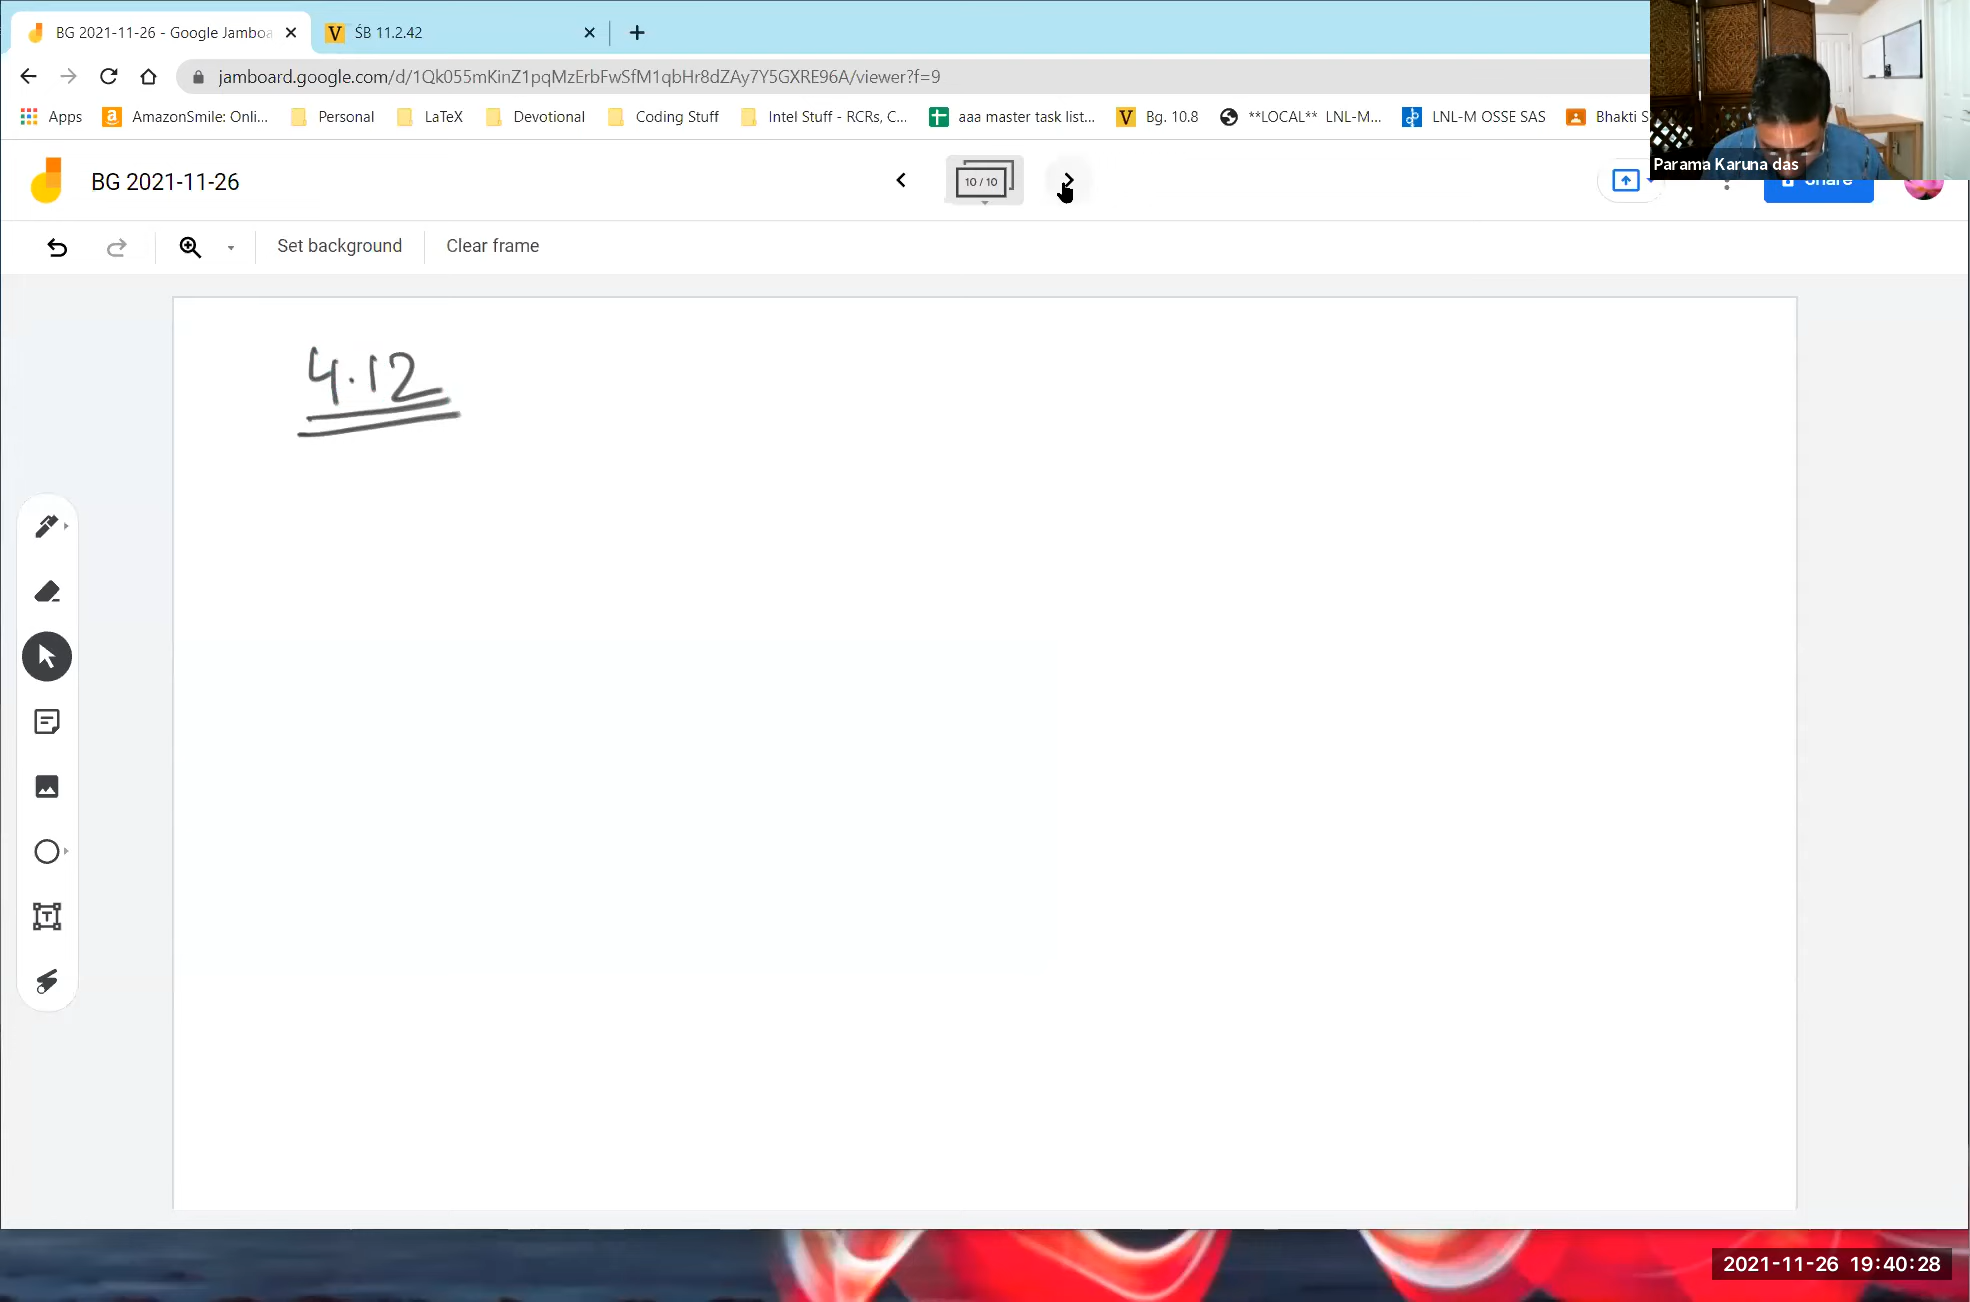 BG 2021-11-26 - Google Jamboa
ŚB 11.2.42
jamboard.google.com/d/1Qk055mKinZ1pqMzErbFwSfM1qbHr8dZAy7Y5GXRE96A/viewer?f=9
Apps AmazonSmile: Onli... Personal LaTeX Devotional Coding Stuff Intel Stuff - RCRs, C... aaa master task list... Bg. 10.8 **LOCAL** LNL-M... LNL-M OSSE SAS Bhakti S
Parama Karuna das
BG 2021-11-26
10 / 10
Share
Set background Clear frame
4.12
2021-11-26 19:40:28